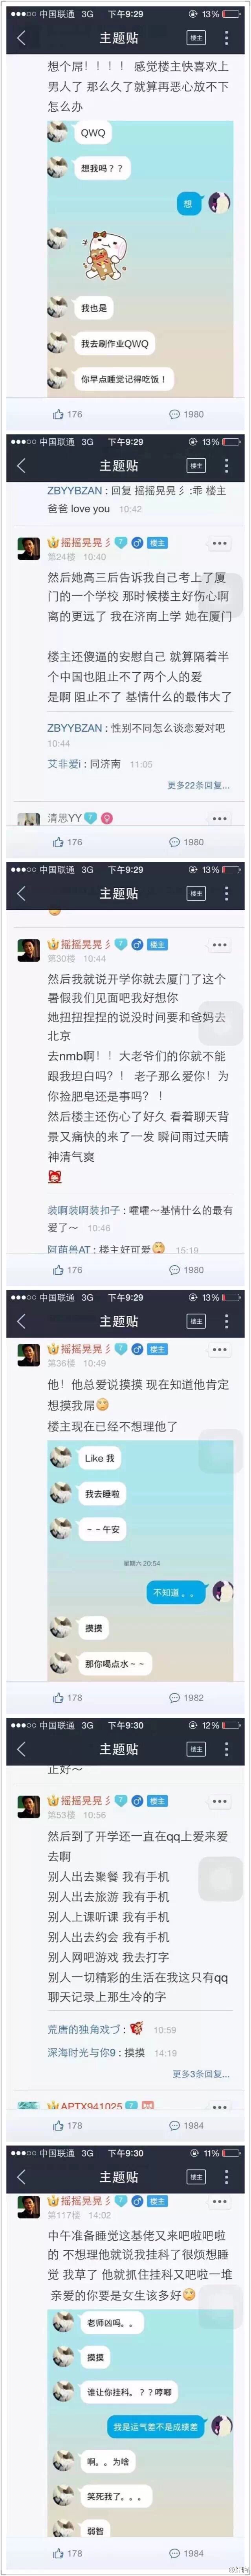 中国联通 3G 下午9:29 13%
主题贴 楼主
想个屌！！！！ 感觉楼主快喜欢上
男人了 那么久了就算再恶心放不下
怎么办
QWQ
想我吗？？
想
我也是
我去刷作业QWQ
你早点睡觉记得吃饭！
176 1980
中国联通 3G 下午9:29 13%
主题贴 楼主
ZBYYBZAN : 回复 摇摇晃晃彡 :乖 楼主
爸爸 love you 10:42
摇摇晃晃彡 7 楼主
第24楼 10:40
然后她高三后告诉我自己考上了厦
门的一个学校 那时候楼主好伤心啊
离的更远了 我在济南上学 她在厦门
楼主还傻逼的安慰自己 就算隔着半
个中国也阻止不了两个人的爱
是啊 阻止不了 基情什么的最伟大了
ZBYYBZAN : 性别不同怎么谈恋爱对吧
10:44
艾非爱i : 同济南 11:05
更多22条回复...
清思YY 7
176 1980
中国联通 3G 下午9:29 13%
主题贴 楼主
摇摇晃晃彡 7 楼主
第30楼 10:44
然后我就说开学你就去厦门了这个
暑假我们见面吧我好想你
她扭扭捏捏的说没时间要和爸妈去
北京
去nmb啊！！ 大老爷们的你就不能
跟我坦白吗？！ 老子那么爱你！为
你捡肥皂还是事吗？！
然后楼主还伤心了好久 看着聊天背
景又痛快的来了一发 瞬间雨过天晴
神清气爽
装啊装啊装扣子 : 嚯嚯～基情什么的最有
爱了～ 10:46
阿萌兽AT : 楼主好可爱 15:19
176 1980
中国联通 3G 下午9:29 13%
主题贴 楼主
摇摇晃晃彡 7 楼主
第36楼 10:49
他！他总爱说摸摸 现在知道他肯定
想摸我屌
楼主现在已经不想理他了
Like 我
我去睡啦
～～午安
星期六 20:54
不知道。。
摸摸
那你喝点水～～
178 1982
中国联通 3G 下午9:30 12%
主题贴 楼主
止好～
摇摇晃晃彡 7 楼主
第53楼 10:56
然后到了开学还一直在qq上爱来爱
去啊
别人出去聚餐 我有手机
别人出去旅游 我有手机
别人上课听课 我有手机
别人出去约会 我有手机
别人网吧游戏 我去打字
别人一切精彩的生活在我这只有qq
聊天记录上那生冷的字
荒唐的独角戏づ : 10:59
深海时光与你9 : 摸摸 14:19
更多3条回复...
APTX941025 7
178 1984
中国联通 3G 下午9:30 11%
主题贴 楼主
摇摇晃晃彡 7 楼主
第117楼 14:02
中午准备睡觉这基佬又来吧啦吧啦
的 不想理他就说我挂科了很烦想睡
觉 我草了 他就抓住挂科又吧啦一堆
亲爱的你要是女生该多好
老师凶吗。。
摸摸
谁让你挂科。？？哼唧
我是运气差不是成绩差
啊。。为啥
笑死我了。。。
弱智
178 1984